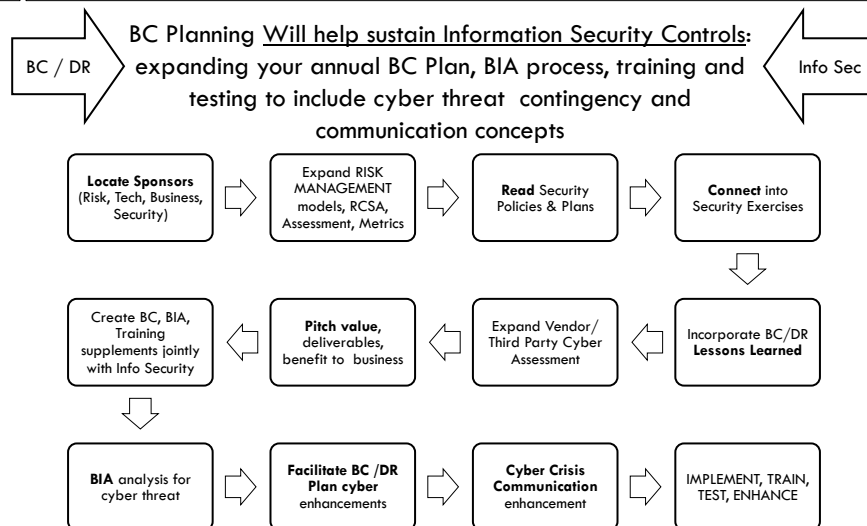 BC / DR
BC Planning Will help sustain Information Security Controls:
expanding your annual BC Plan, BIA process, training and
testing to include cyber threat contingency and
communication concepts
Info Sec
Locate Sponsors
(Risk, Tech, Business,
Security)
Expand RISK
MANAGEMENT
models, RCSA,
Assessment, Metrics
Read Security
Policies & Plans
Connect into
Security Exercises
Incorporate BC/DR
Lessons Learned
Expand Vendor/
Third Party Cyber
Assessment
Pitch value,
deliverables,
benefit to business
Create BC, BIA,
Training
supplements jointly
with Info Security
BIA analysis for
cyber threat
Facilitate BC /DR
Plan cyber
enhancements
Cyber Crisis
Communication
enhancement
IMPLEMENT, TRAIN,
TEST, ENHANCE